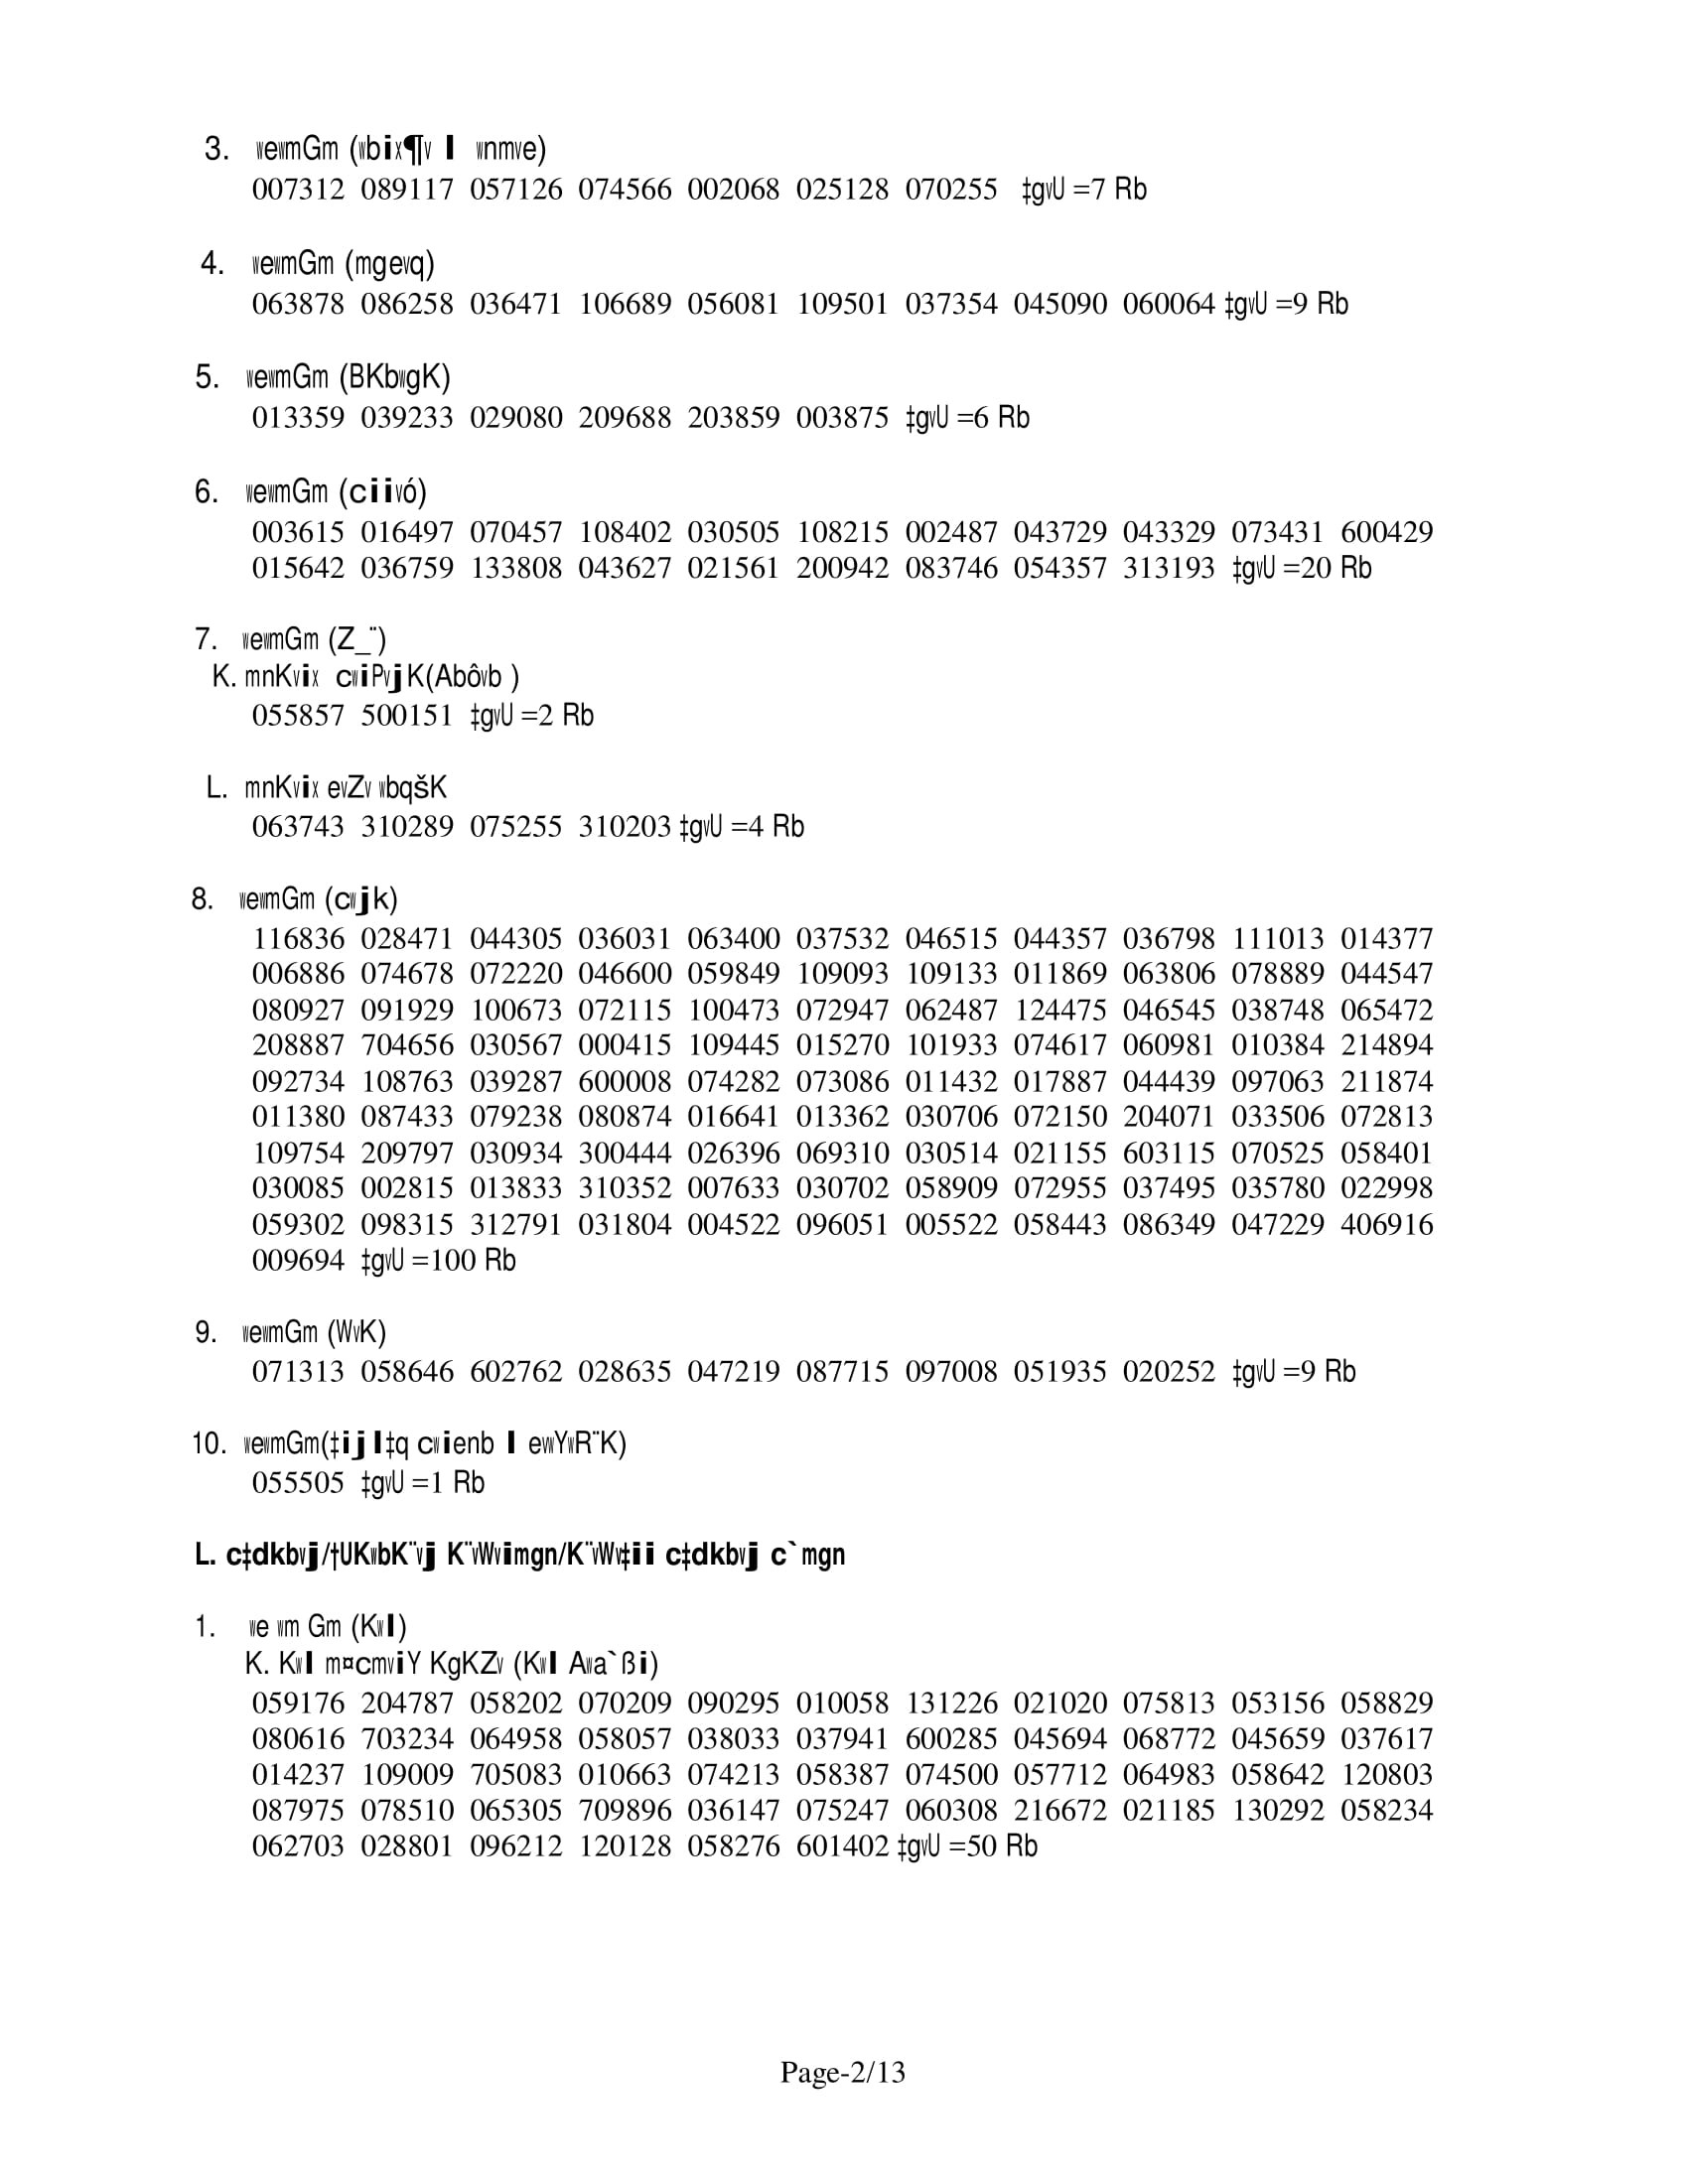 3. wewmGm (wbix¶v I wnmve)
007312 089117 057126 074566 002068 025128 070255 ‡gvU =7 Rb
4. wewmGm (mgevq)
063878 086258 036471 106689 056081 109501 037354 045090 060064 ‡gvU =9 Rb
5. wewmGm (BKbwgK)
013359 039233 029080 209688 203859 003875 ‡gvU =6 Rb
6. wewmGm (ciivó)
003615 016497 070457 108402 030505 108215 002487 043729 043329 073431 600429
015642 036759 133808 043627 021561 200942 083746 054357 313193 ‡gvU =20 Rb
7. wewmGm (Z_¨)
K. mnKvix cwiPvjK(Abôvb )
055857 500151 ‡gvU =2 Rb
L. mnKvix evZv wbqšK
063743 310289 075255 310203 ‡gvU =4 Rb
8. wewmGm (cwjk)
116836 028471 044305 036031 063400 037532 046515 044357 036798 111013 014377
006886 074678 072220 046600 059849 109093 109133 011869 063806 078889 044547
080927 091929 100673 072115 100473 072947 062487 124475 046545 038748 065472
208887 704656 030567 000415 109445 015270 101933 074617 060981 010384 214894
092734 108763 039287 600008 074282 073086 011432 017887 044439 097063 211874
011380 087433 079238 080874 016641 013362 030706 072150 204071 033506 072813
109754 209797 030934 300444 026396 069310 030514 021155 603115 070525 058401
030085 002815 013833 310352 007633 030702 058909 072955 037495 035780 022998
059302 098315 312791 031804 004522 096051 005522 058443 086349 047229 406916
009694 ‡gvU =100 Rb
9. wewmGm (WvK)
071313 058646 602762 028635 047219 087715 097008 051935 020252 ‡gvU =9 Rb
10. wewmGm(‡ijI‡q cwienb I ewYwR¨K)
055505 ‡gvU =1 Rb
L. c‡dkbvj/†UKwbK¨vj K¨vWvimgn/K¨vWv‡ii c‡dkbvj c`mgn
1. we wm Gm (KwI)
K. KwI m¤cmviY KgKZv (KwI Awa`ßi)
059176 204787 058202 070209 090295 010058 131226 021020 075813 053156 058829
080616 703234 064958 058057 038033 037941 600285 045694 068772 045659 037617
014237 109009 705083 010663 074213 058387 074500 057712 064983 058642 120803
087975 078510 065305 709896 036147 075247 060308 216672 021185 130292 058234
062703 028801 096212 120128 058276 601402 ‡gvU =50 Rb
Page-2/13